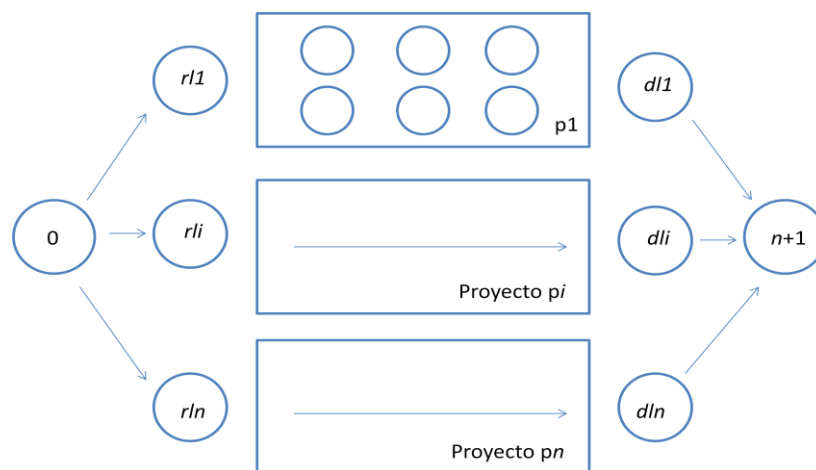 rl1
p1
dl1
0
rli
Proyecto pi
dli
n+1
rln
Proyecto pn
dln